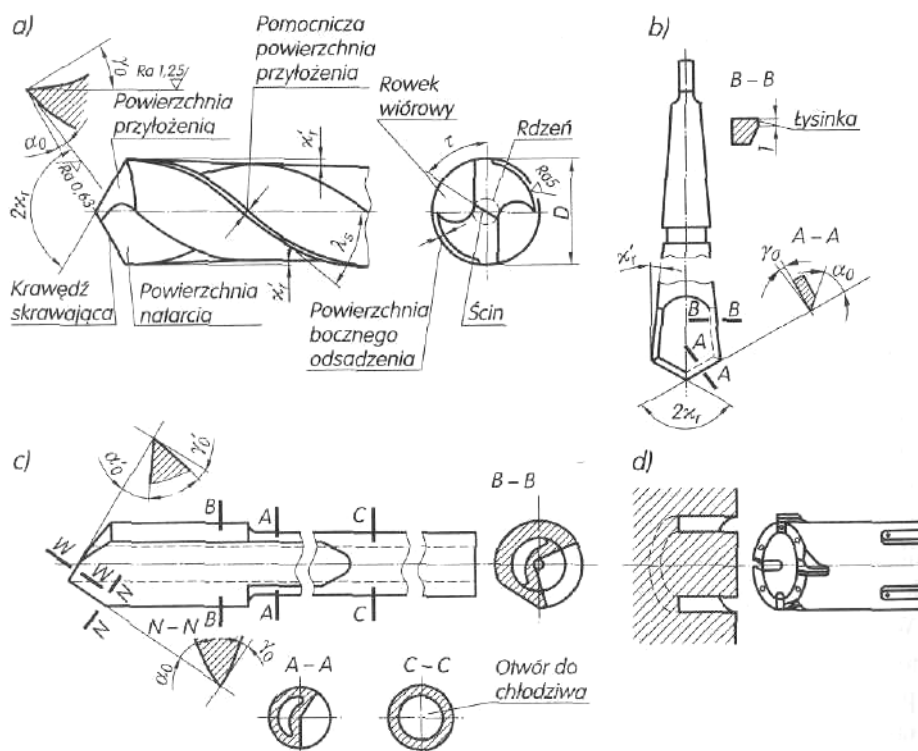 a)
γ₀
Ra 1,25
Powierzchnia
przyłożenia
α₀
Ra 0,63
2ϰᵣ
Krawędź
skrawająca
Powierzchnia
natarcia
Pomocnicza
powierzchnia
przyłożenia
ϰ'ᵣ
λₛ
ϰ'ᵣ
Rowek
wiórowy
τ
Rdzeń
Ra5
D
Powierzchnia
bocznego
odsadzenia
Ścin
b)
B – B
Łysinka
ϰ'ᵣ
A – A
γ₀
α₀
B B
A
A
2ϰᵣ
c)
α'₀
γ'₀
B
A
C
W
W
N
N
B
A
C
N – N
α₀
γ₀
B – B
A – A
C – C
Otwór do
chłodziwa
d)